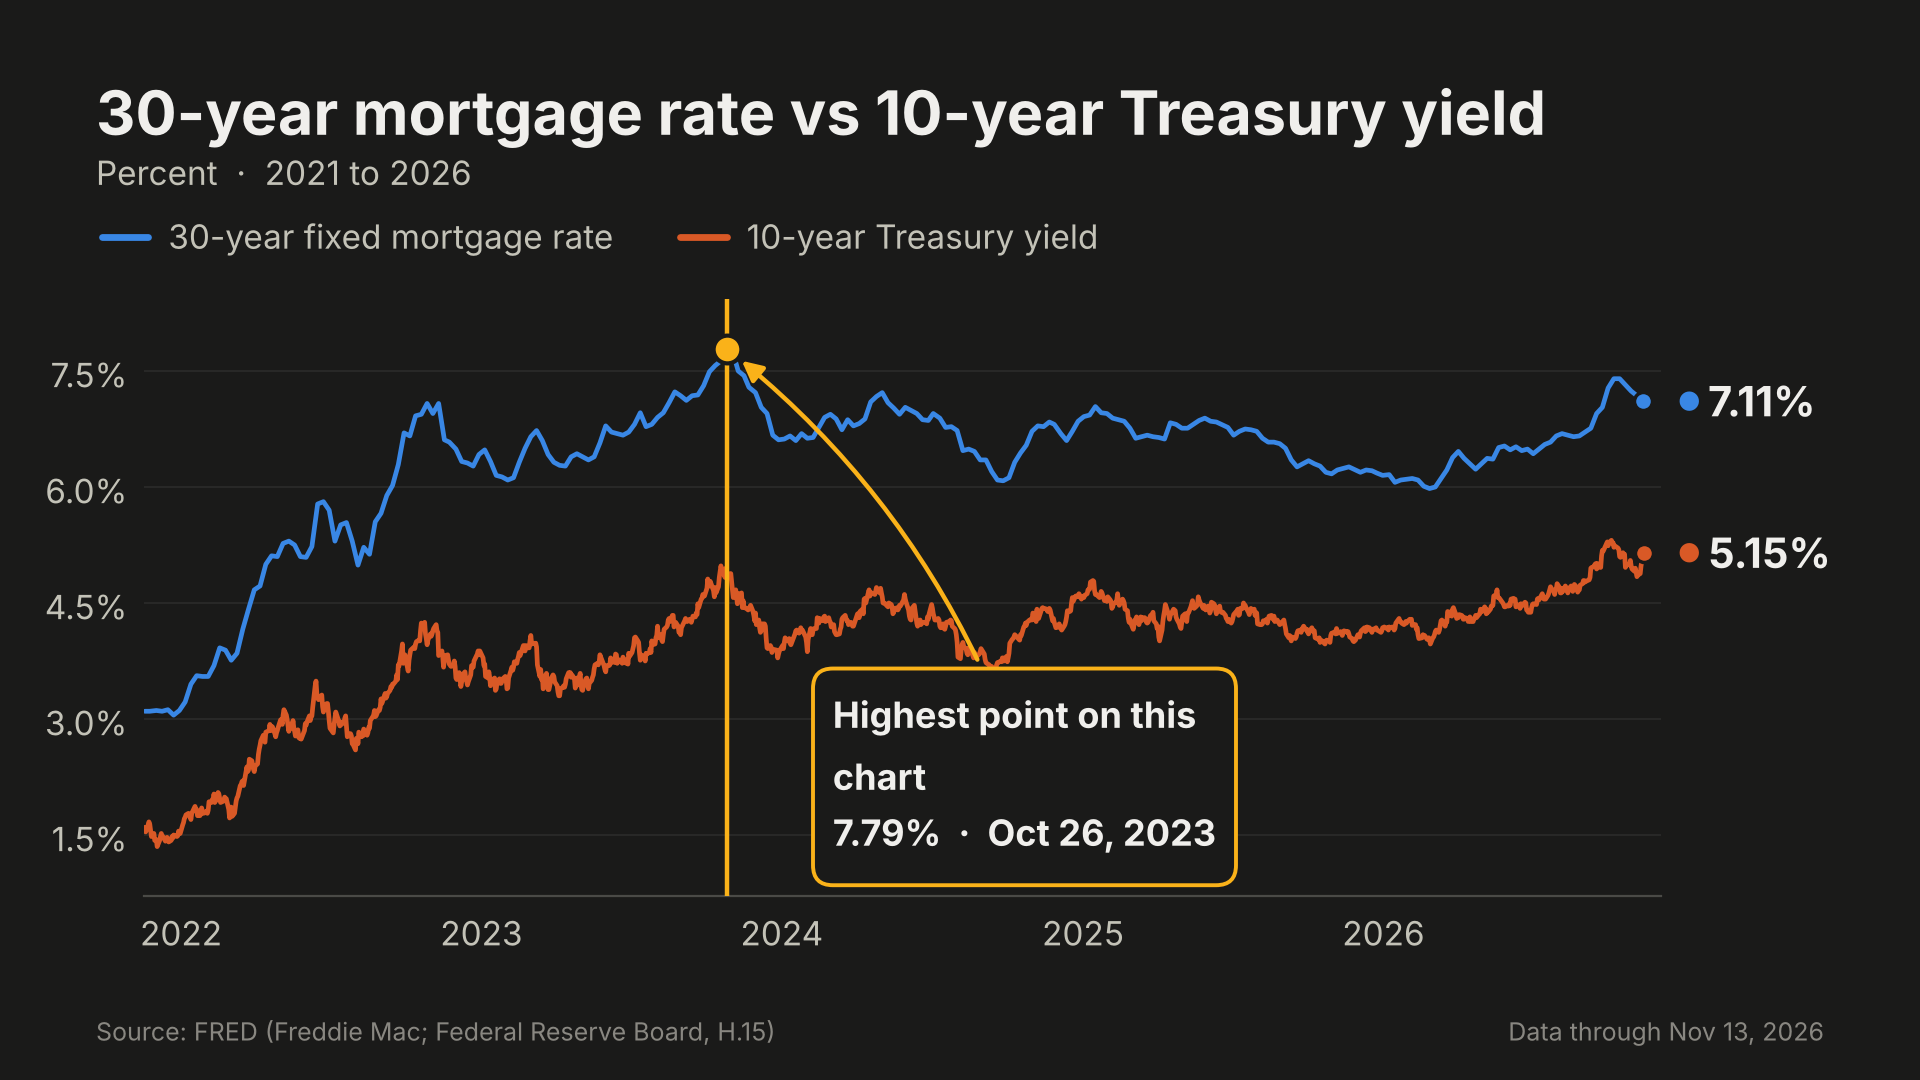 30-year mortgage rate vs 10-year Treasury yield
Percent · 2021 to 2026
30-year fixed mortgage rate
10-year Treasury yield
7.5%
6.0%
4.5%
3.0%
1.5%
7.11%
5.15%
Highest point on this
chart
7.79% · Oct 26, 2023
2022
2023
2024
2025
2026
Source: FRED (Freddie Mac; Federal Reserve Board, H.15)
Data through Nov 13, 2026